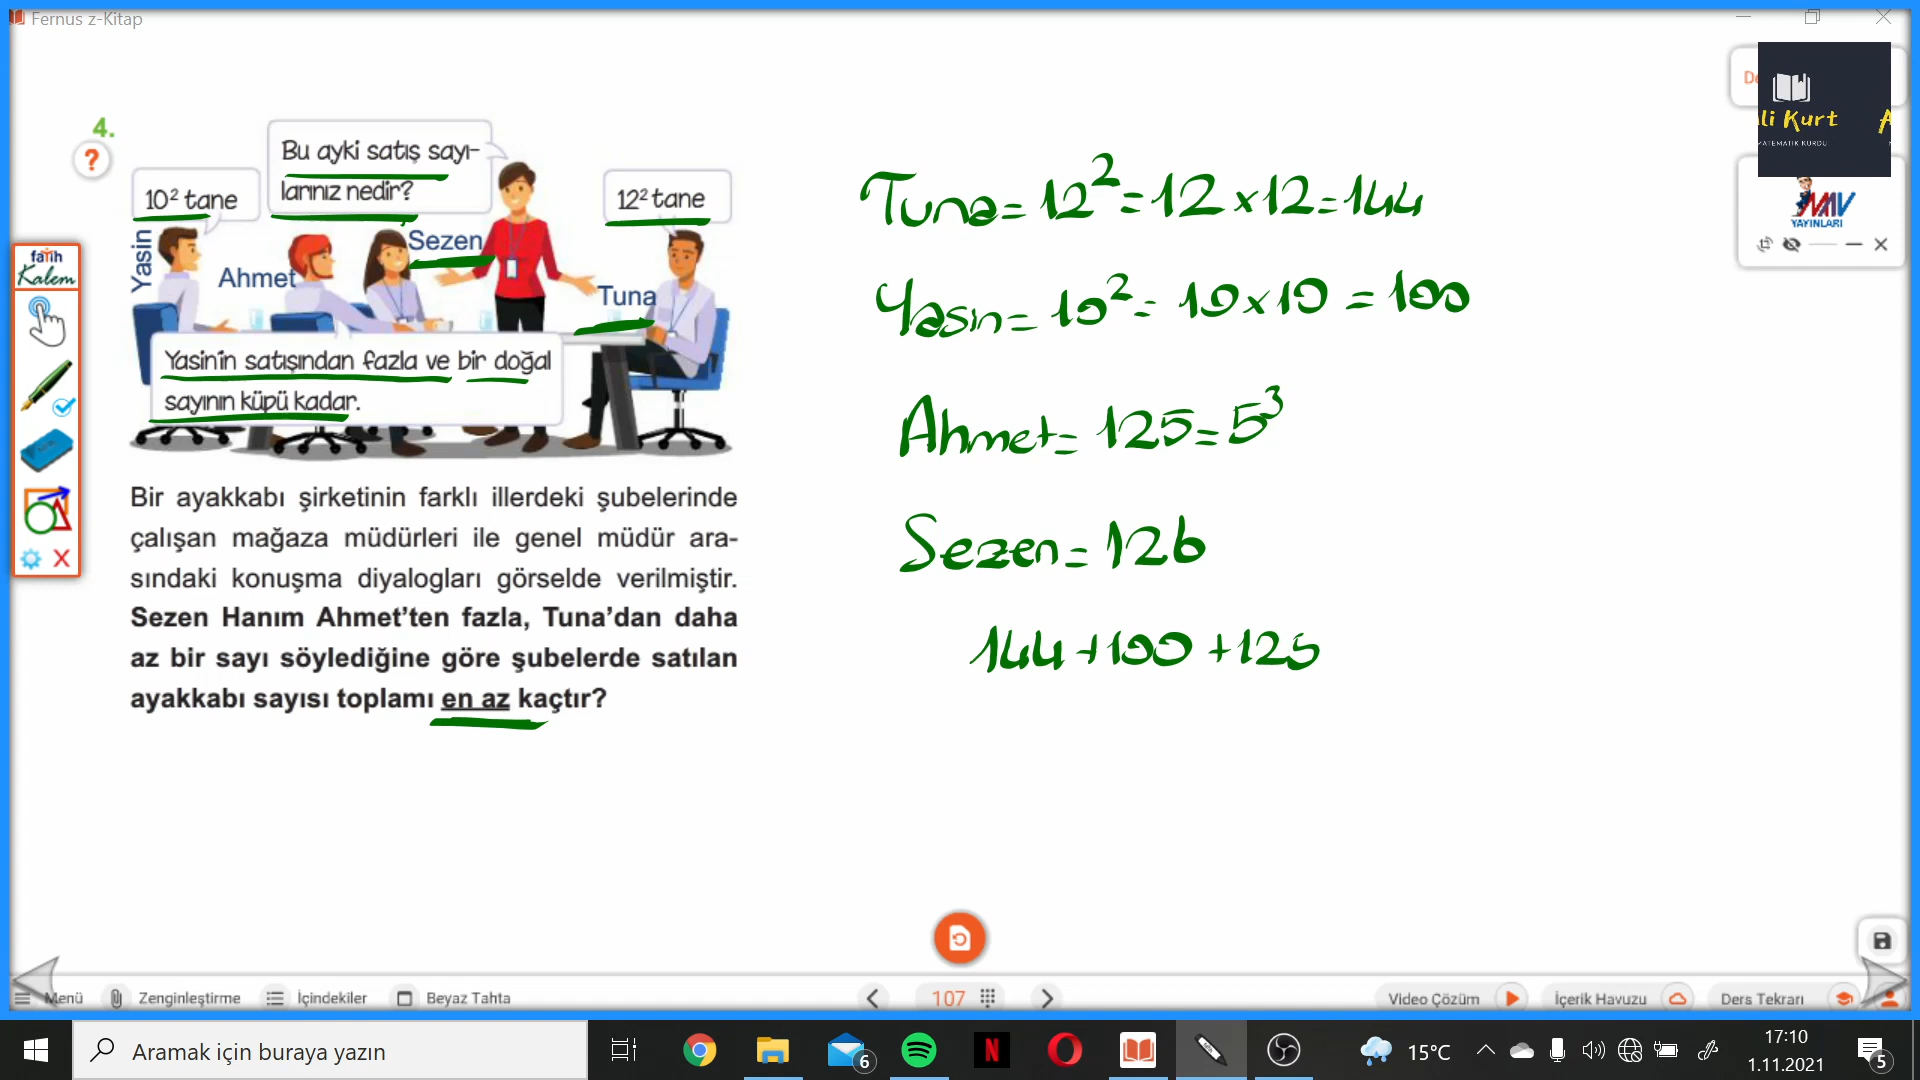 Fernus z-Kitap
4.
?
Bu ayki satış sayı-
larınız nedir?
10² tane
12² tane
Yasin
Ahmet
Sezen
Tuna
Yasin'in satışından fazla ve bir doğal
sayının küpü kadar.
Bir ayakkabı şirketinin farklı illerdeki şubelerinde
çalışan mağaza müdürleri ile genel müdür ara-
sındaki konuşma diyalogları görselde verilmiştir.
Sezen Hanım Ahmet’ten fazla, Tuna’dan daha
az bir sayı söylediğine göre şubelerde satılan
ayakkabı sayısı toplamı en az kaçtır?
Tuna = 12² = 12 x 12 = 144
Yasin = 10² = 10 x 10 = 100
Ahmet = 125 = 5³
Sezen = 126
144 + 100 + 125
fatih
Kalem
li Kurt
MATEMATİK KURDU
YAYINLARI
Menü
Zenginleştirme
İçindekiler
Beyaz Tahta
107
Video Çözüm
İçerik Havuzu
Ders Tekrarı
Aramak için buraya yazın
6
15°C
17:10
1.11.2021
5